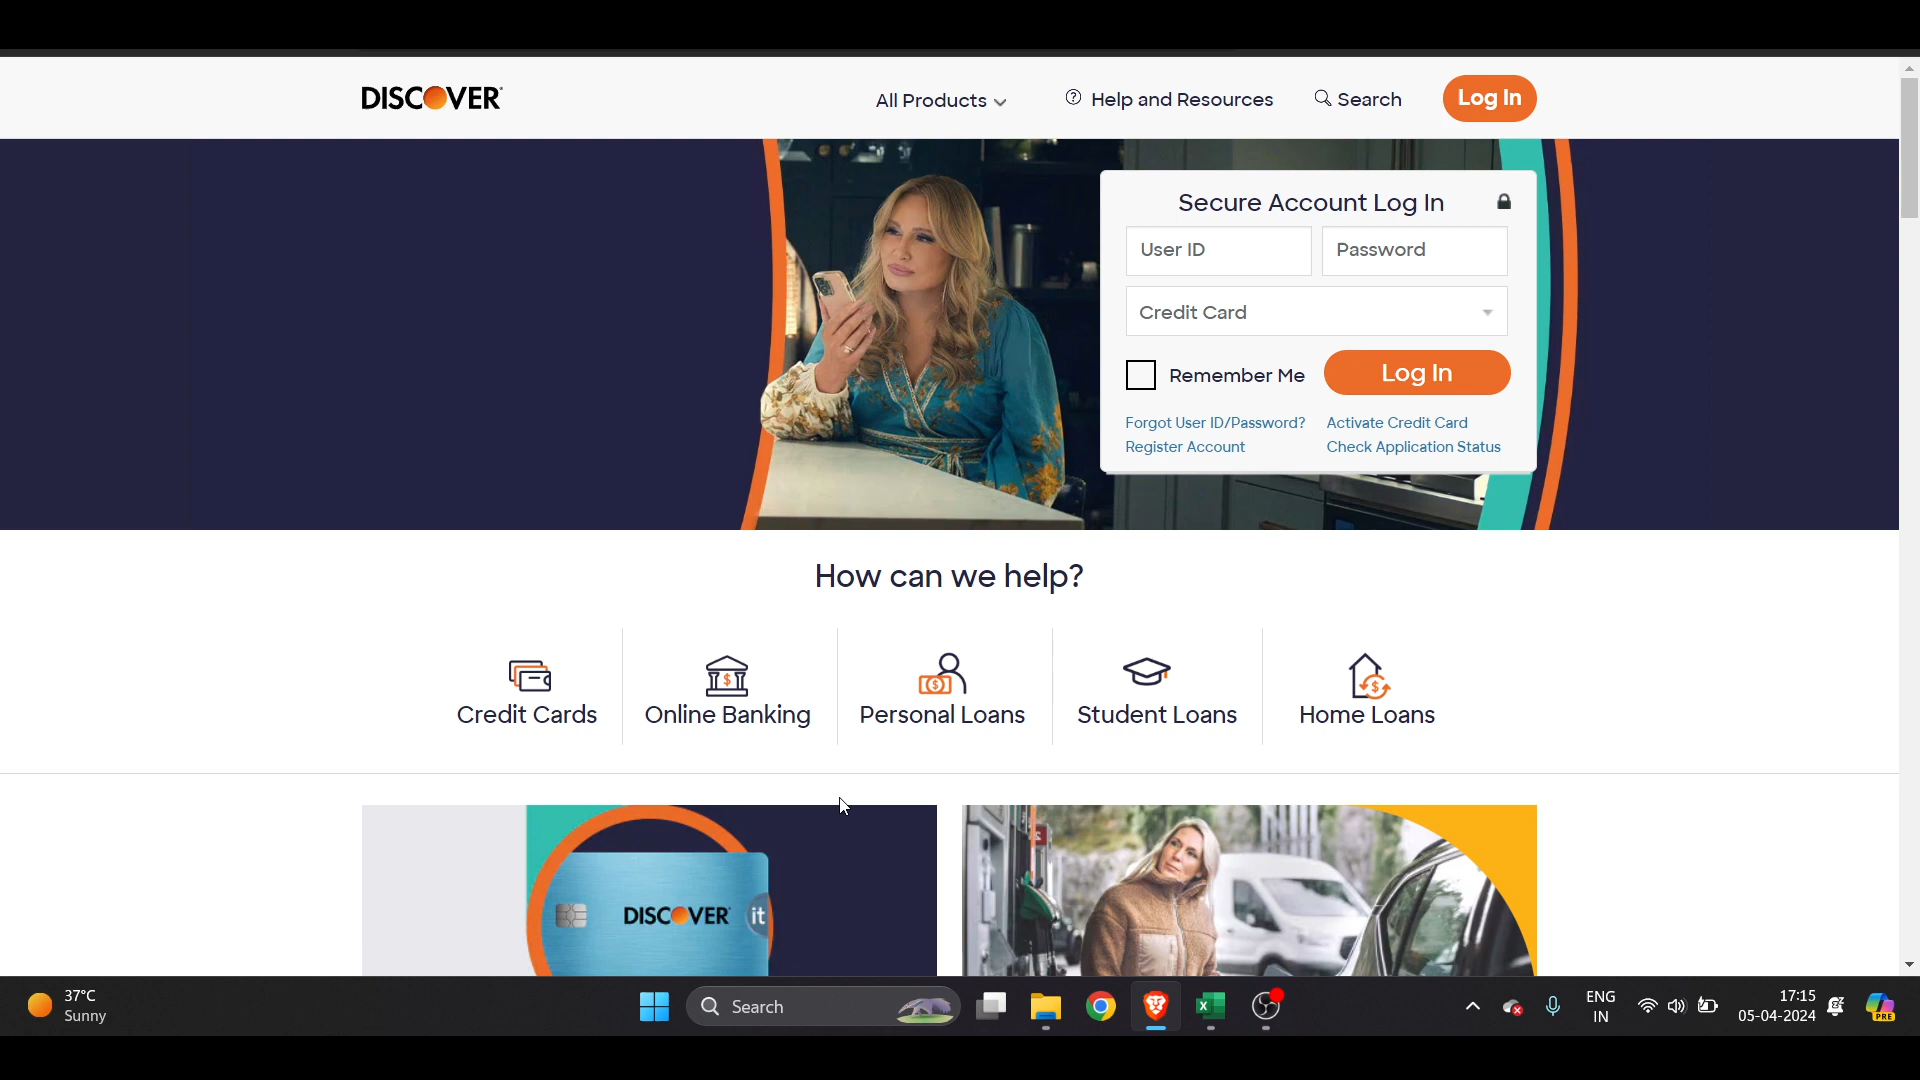 DISCOVER
All Products
Help and Resources
Search
Log In
Secure Account Log In
User ID
Password
Credit Card
Remember Me
Log In
Forgot User ID/Password?
Activate Credit Card
Register Account
Check Application Status
How can we help?
Credit Cards
Online Banking
Personal Loans
Student Loans
Home Loans
DISCOVER it
37°C
Sunny
Search
ENG
IN
17:15
05-04-2024
PRE